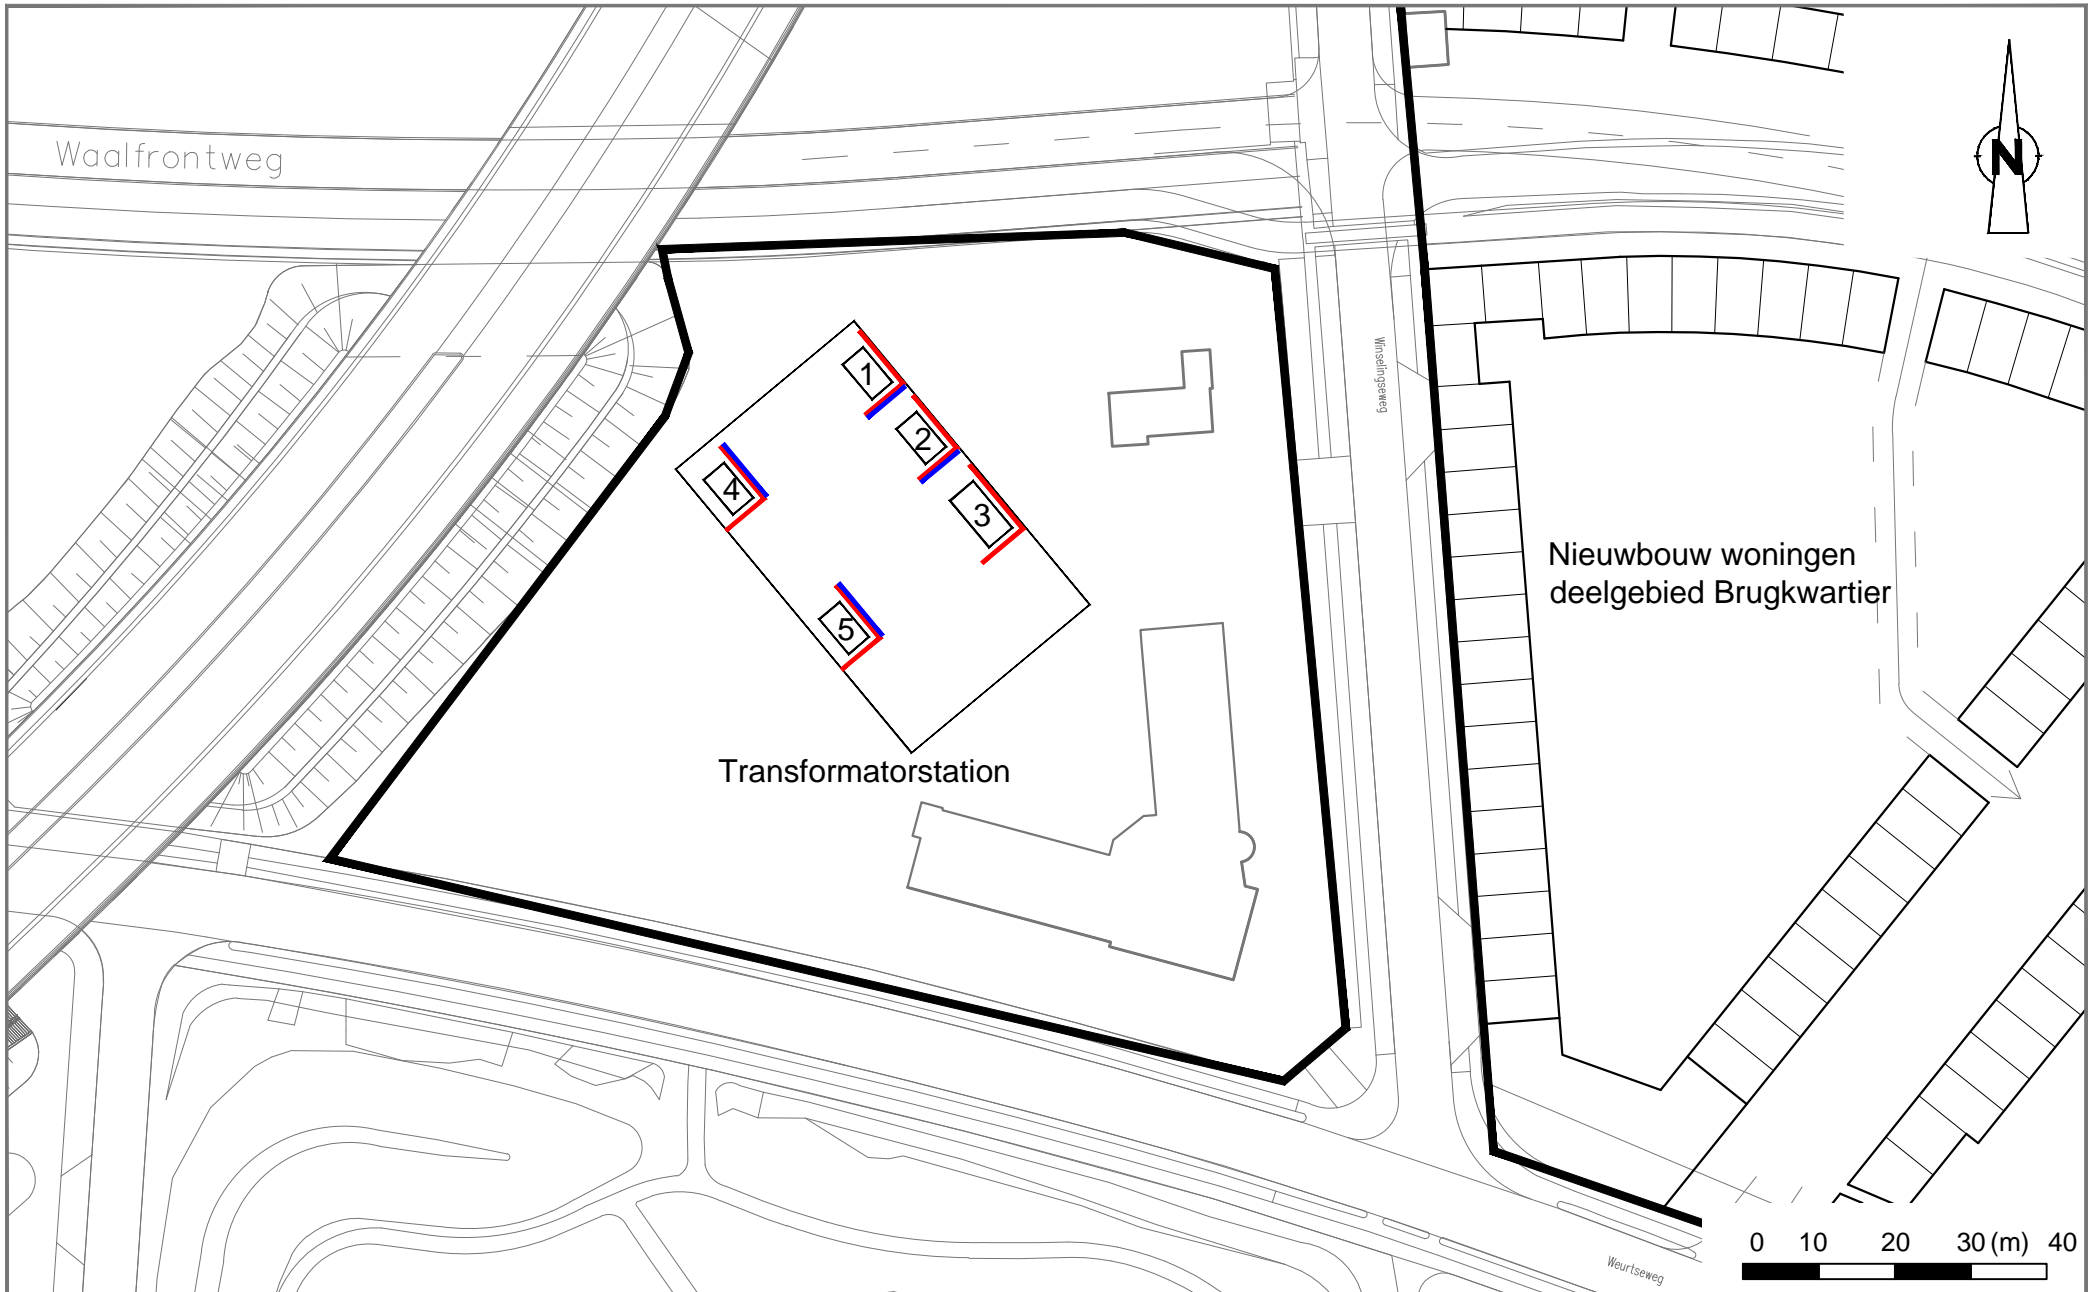 Waalfrontweg
N
Winselingseweg
1
2
3
4
5
Nieuwbouw woningen
deelgebied Brugkwartier
Transformatorstation
0 10 20 30 (m) 40
Weurtseweg